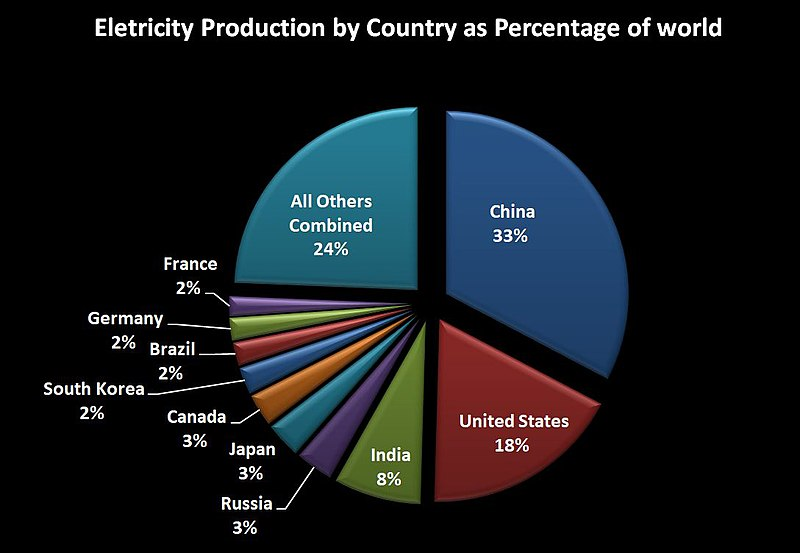 Eletricity Production by Country as Percentage of world
China
33%
United States
18%
India
8%
Russia
3%
Japan
3%
Canada
3%
South Korea
2%
Brazil
2%
Germany
2%
France
2%
All Others
Combined
24%